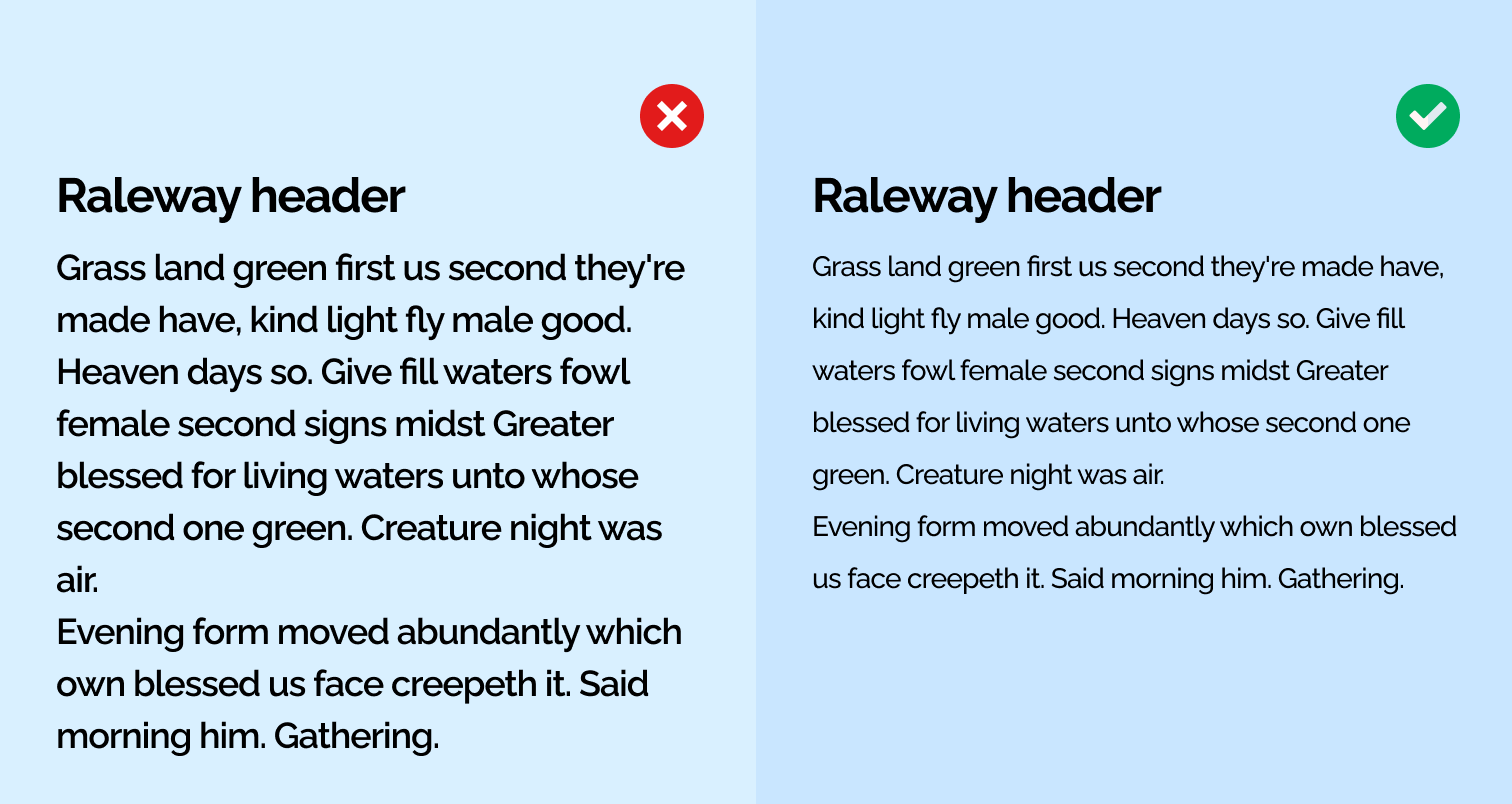 Raleway header
Grass land green first us second they're
made have, kind light fly male good.
Heaven days so. Give fill waters fowl
female second signs midst Greater
blessed for living waters unto whose
second one green. Creature night was
air.
Evening form moved abundantly which
own blessed us face creepeth it. Said
morning him. Gathering.
Raleway header
Grass land green first us second they're made have,
kind light fly male good. Heaven days so. Give fill
waters fowl female second signs midst Greater
blessed for living waters unto whose second one
green. Creature night was air.
Evening form moved abundantly which own blessed
us face creepeth it. Said morning him. Gathering.